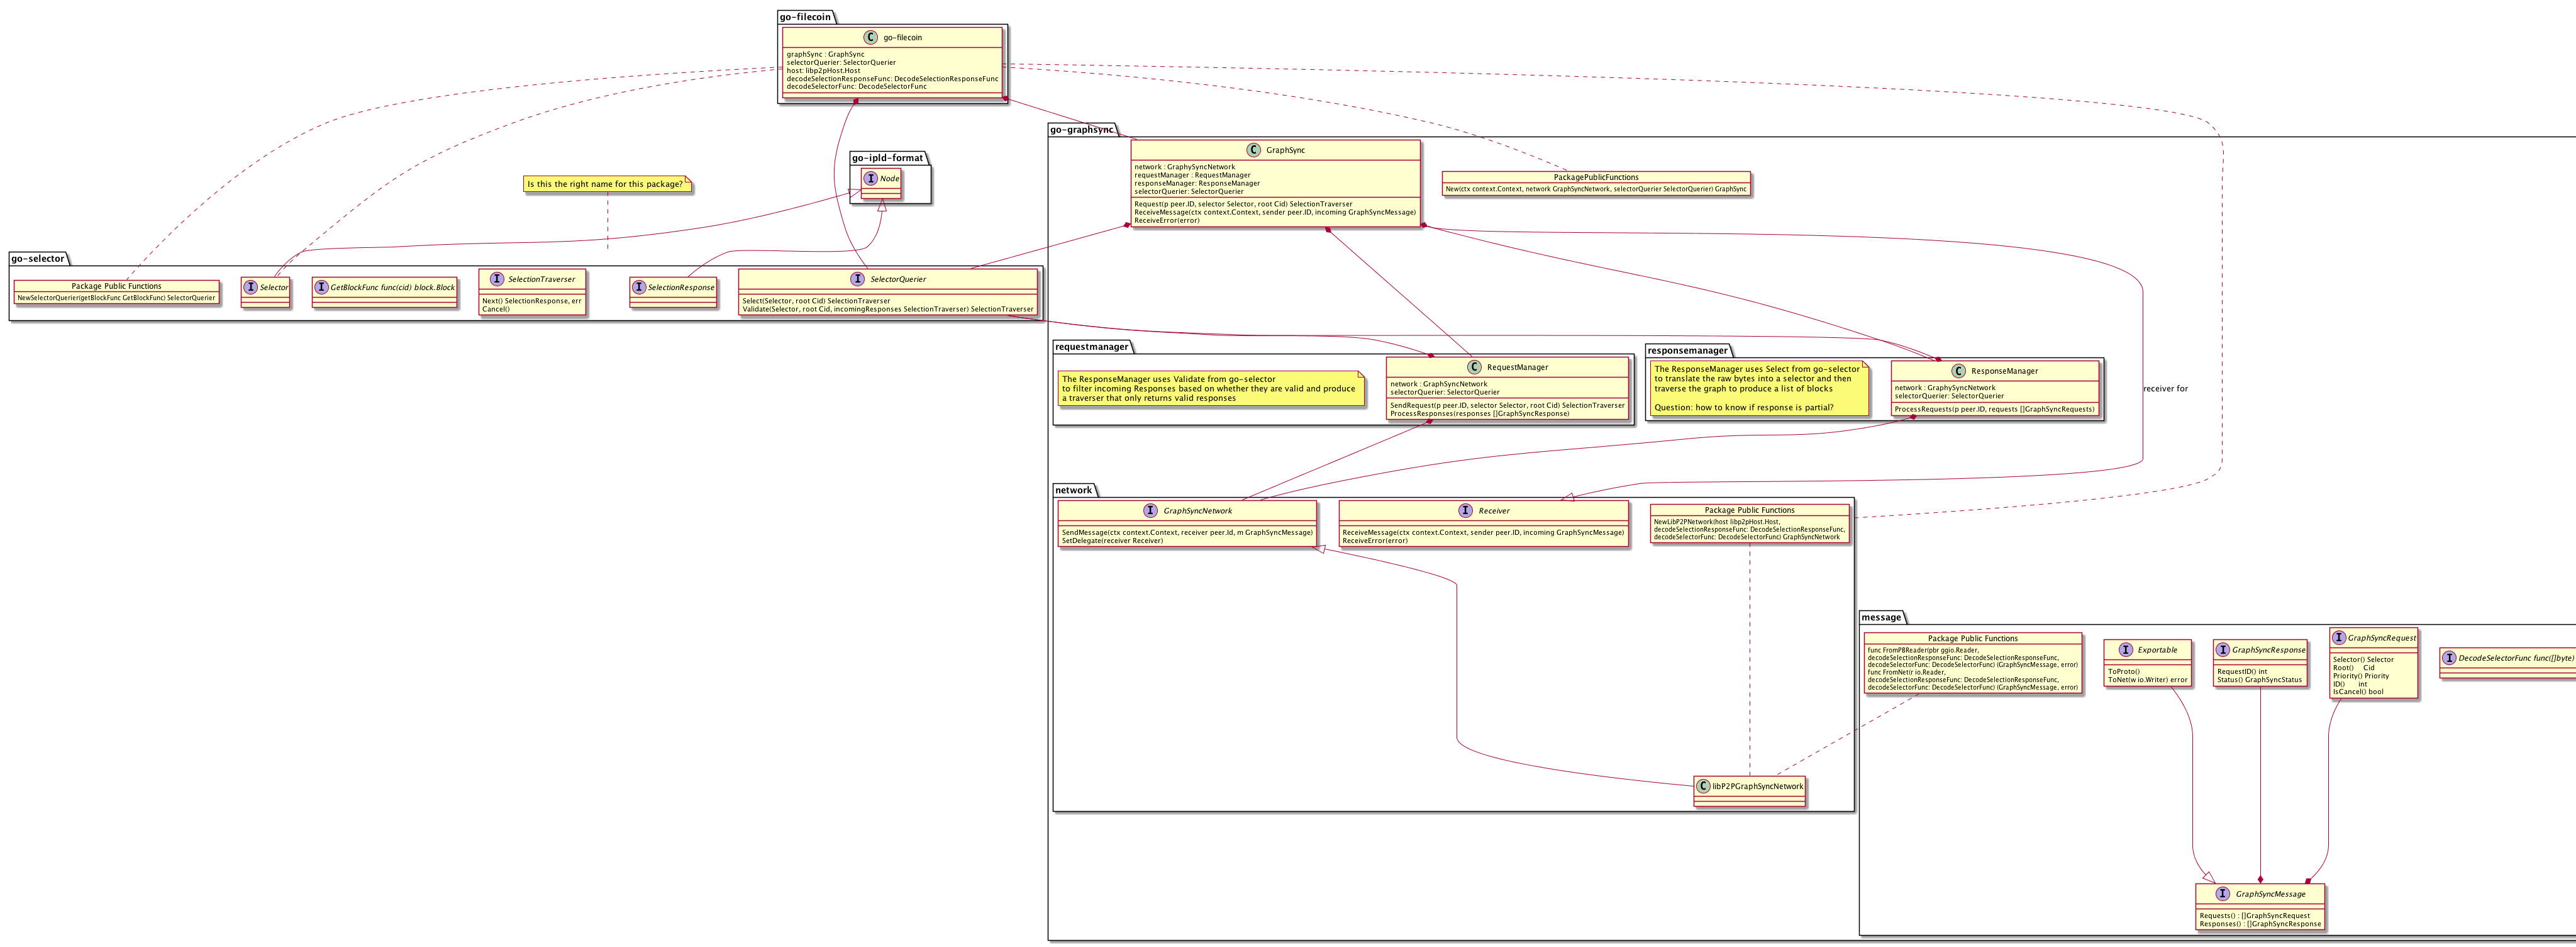 go-filecoin
go-filecoin
graphSync : GraphSync
selectorQuerier: SelectorQuerier
host: libp2pHost.Host
decodeSelectionResponseFunc: DecodeSelectionResponseFunc
decodeSelectorFunc: DecodeSelectorFunc
go-ipld-format
Node
Is this the right name for this package?
go-selector
Package Public Functions
NewSelectorQuerier(getBlockFunc GetBlockFunc) SelectorQuerier
Selector
GetBlockFunc func(cid) block.Block
SelectionTraverser
Next() SelectionResponse, err
Cancel()
SelectionResponse
SelectorQuerier
Select(Selector, root Cid) SelectionTraverser
Validate(Selector, root Cid, incomingResponses SelectionTraverser) SelectionTraverser
go-graphsync
GraphSync
network : GraphySyncNetwork
requestManager : RequestManager
responseManager: ResponseManager
selectorQuerier: SelectorQuerier
Request(p peer.ID, selector Selector, root Cid) SelectionTraverser
ReceiveMessage(ctx context.Context, sender peer.ID, incoming GraphSyncMessage)
ReceiveError(error)
PackagePublicFunctions
New(ctx context.Context, network GraphSyncNetwork, selectorQuerier SelectorQuerier) GraphSync
requestmanager
The ResponseManager uses Validate from go-selector
to filter incoming Responses based on whether they are valid and produce
a traverser that only returns valid responses
RequestManager
network : GraphSyncNetwork
selectorQuerier: SelectorQuerier
SendRequest(p peer.ID, selector Selector, root Cid) SelectionTraverser
ProcessResponses(responses []GraphSyncResponse)
responsemanager
The ResponseManager uses Select from go-selector
to translate the raw bytes into a selector and then
traverse the graph to produce a list of blocks
Question: how to know if response is partial?
ResponseManager
network : GraphySyncNetwork
selectorQuerier: SelectorQuerier
ProcessRequests(p peer.ID, requests []GraphSyncRequests)
receiver for
network
GraphSyncNetwork
SendMessage(ctx context.Context, receiver peer.Id, m GraphSyncMessage)
SetDelegate(receiver Receiver)
Receiver
ReceiveMessage(ctx context.Context, sender peer.ID, incoming GraphSyncMessage)
ReceiveError(error)
Package Public Functions
NewLibP2PNetwork(host libp2pHost.Host,
decodeSelectionResponseFunc: DecodeSelectionResponseFunc,
decodeSelectorFunc: DecodeSelectorFunc) GraphSyncNetwork
libP2PGraphSyncNetwork
message
Package Public Functions
func FromPBReader(pbr ggio.Reader,
decodeSelectionResponseFunc: DecodeSelectionResponseFunc,
decodeSelectorFunc: DecodeSelectorFunc) (GraphSyncMessage, error)
func FromNet(r io.Reader,
decodeSelectionResponseFunc: DecodeSelectionResponseFunc,
decodeSelectorFunc: DecodeSelectorFunc) (GraphSyncMessage, error)
Exportable
ToProto()
ToNet(w io.Writer) error
GraphSyncResponse
RequestID() int
Status() GraphSyncStatus
GraphSyncRequest
Selector() Selector
Root() Cid
Priority() Priority
ID() int
IsCancel() bool
DecodeSelectorFunc func([]byte)
GraphSyncMessage
Requests() : []GraphSyncRequest
Responses() : []GraphSyncResponse